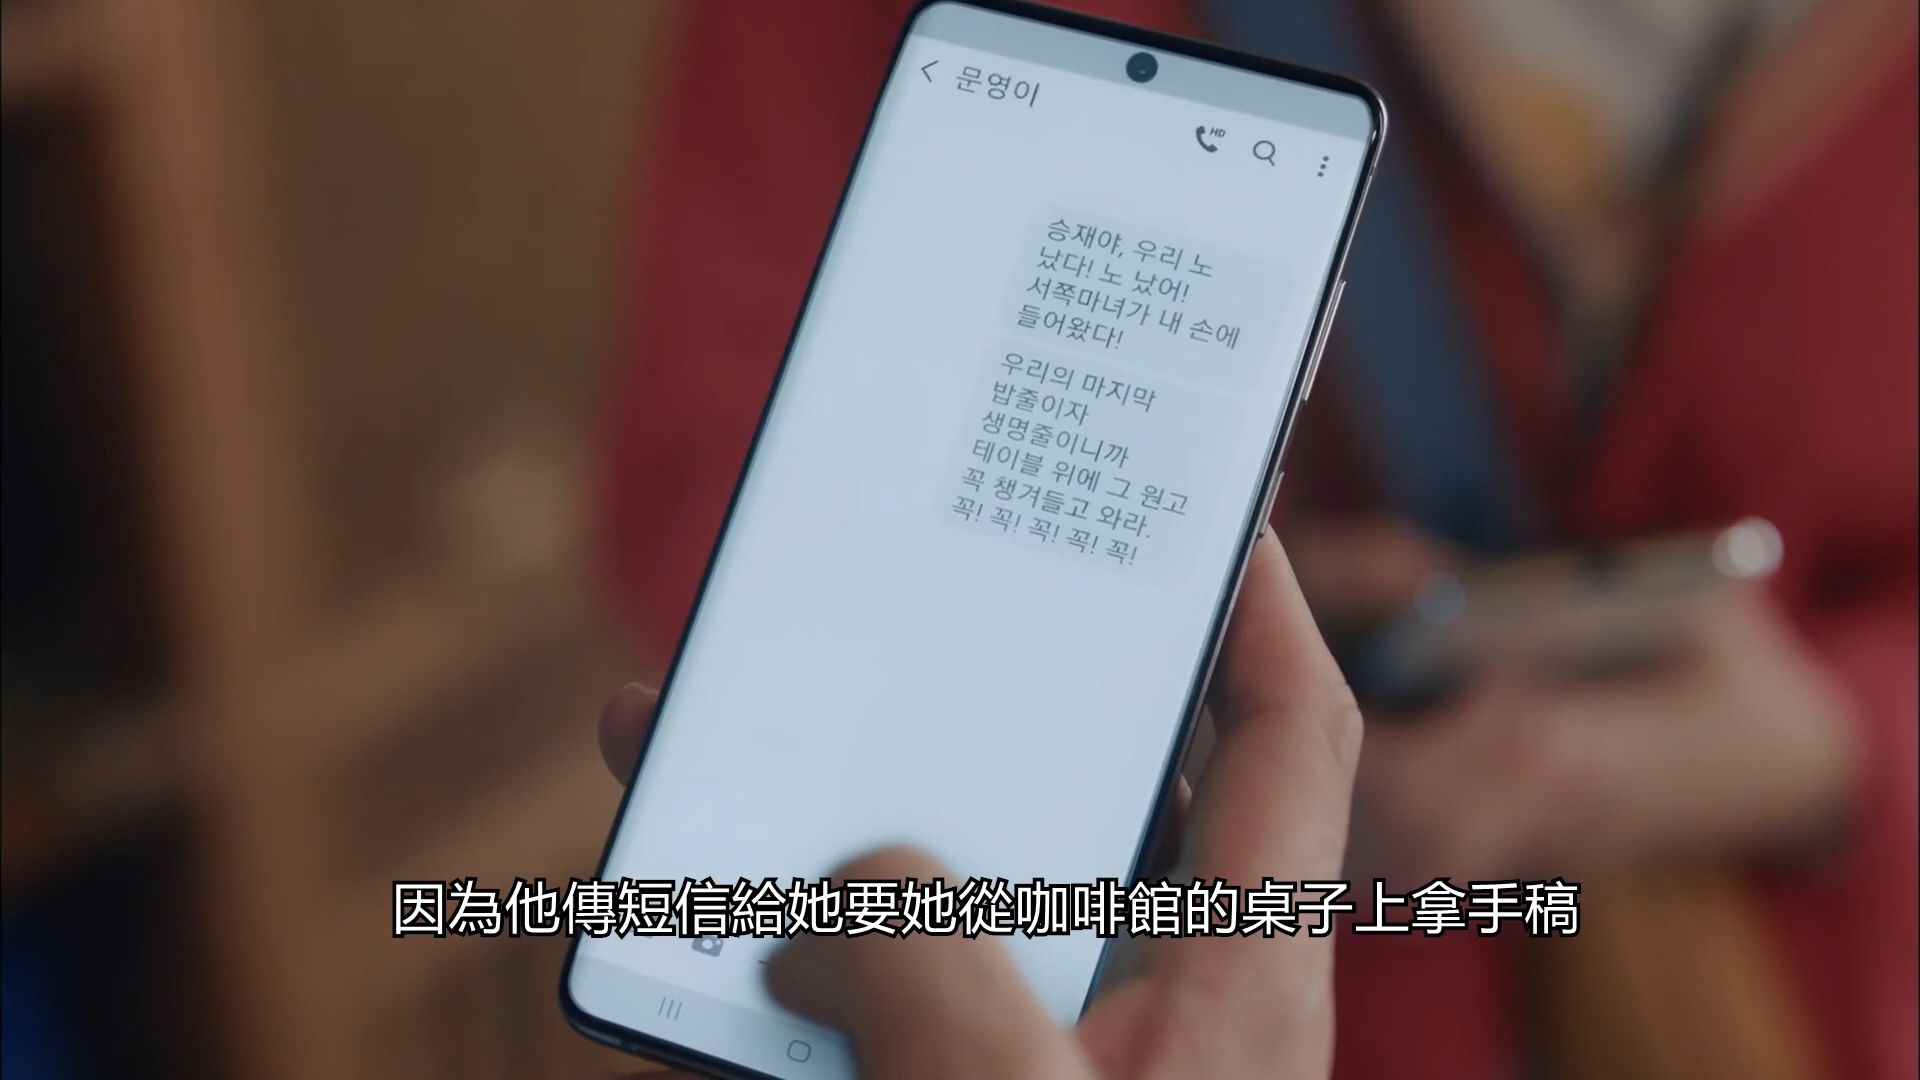 문영이
HD
승재야, 우리 노
났다! 노 났어!
서쪽마녀가 내 손에
들어왔다!
우리의 마지막
밥줄이자
생명줄이니까
테이블 위에 그 원고
꼭 챙겨들고 와라.
꼭! 꼭! 꼭! 꼭! 꼭!
因為他傳短信給她要她從咖啡館的桌子上拿手稿